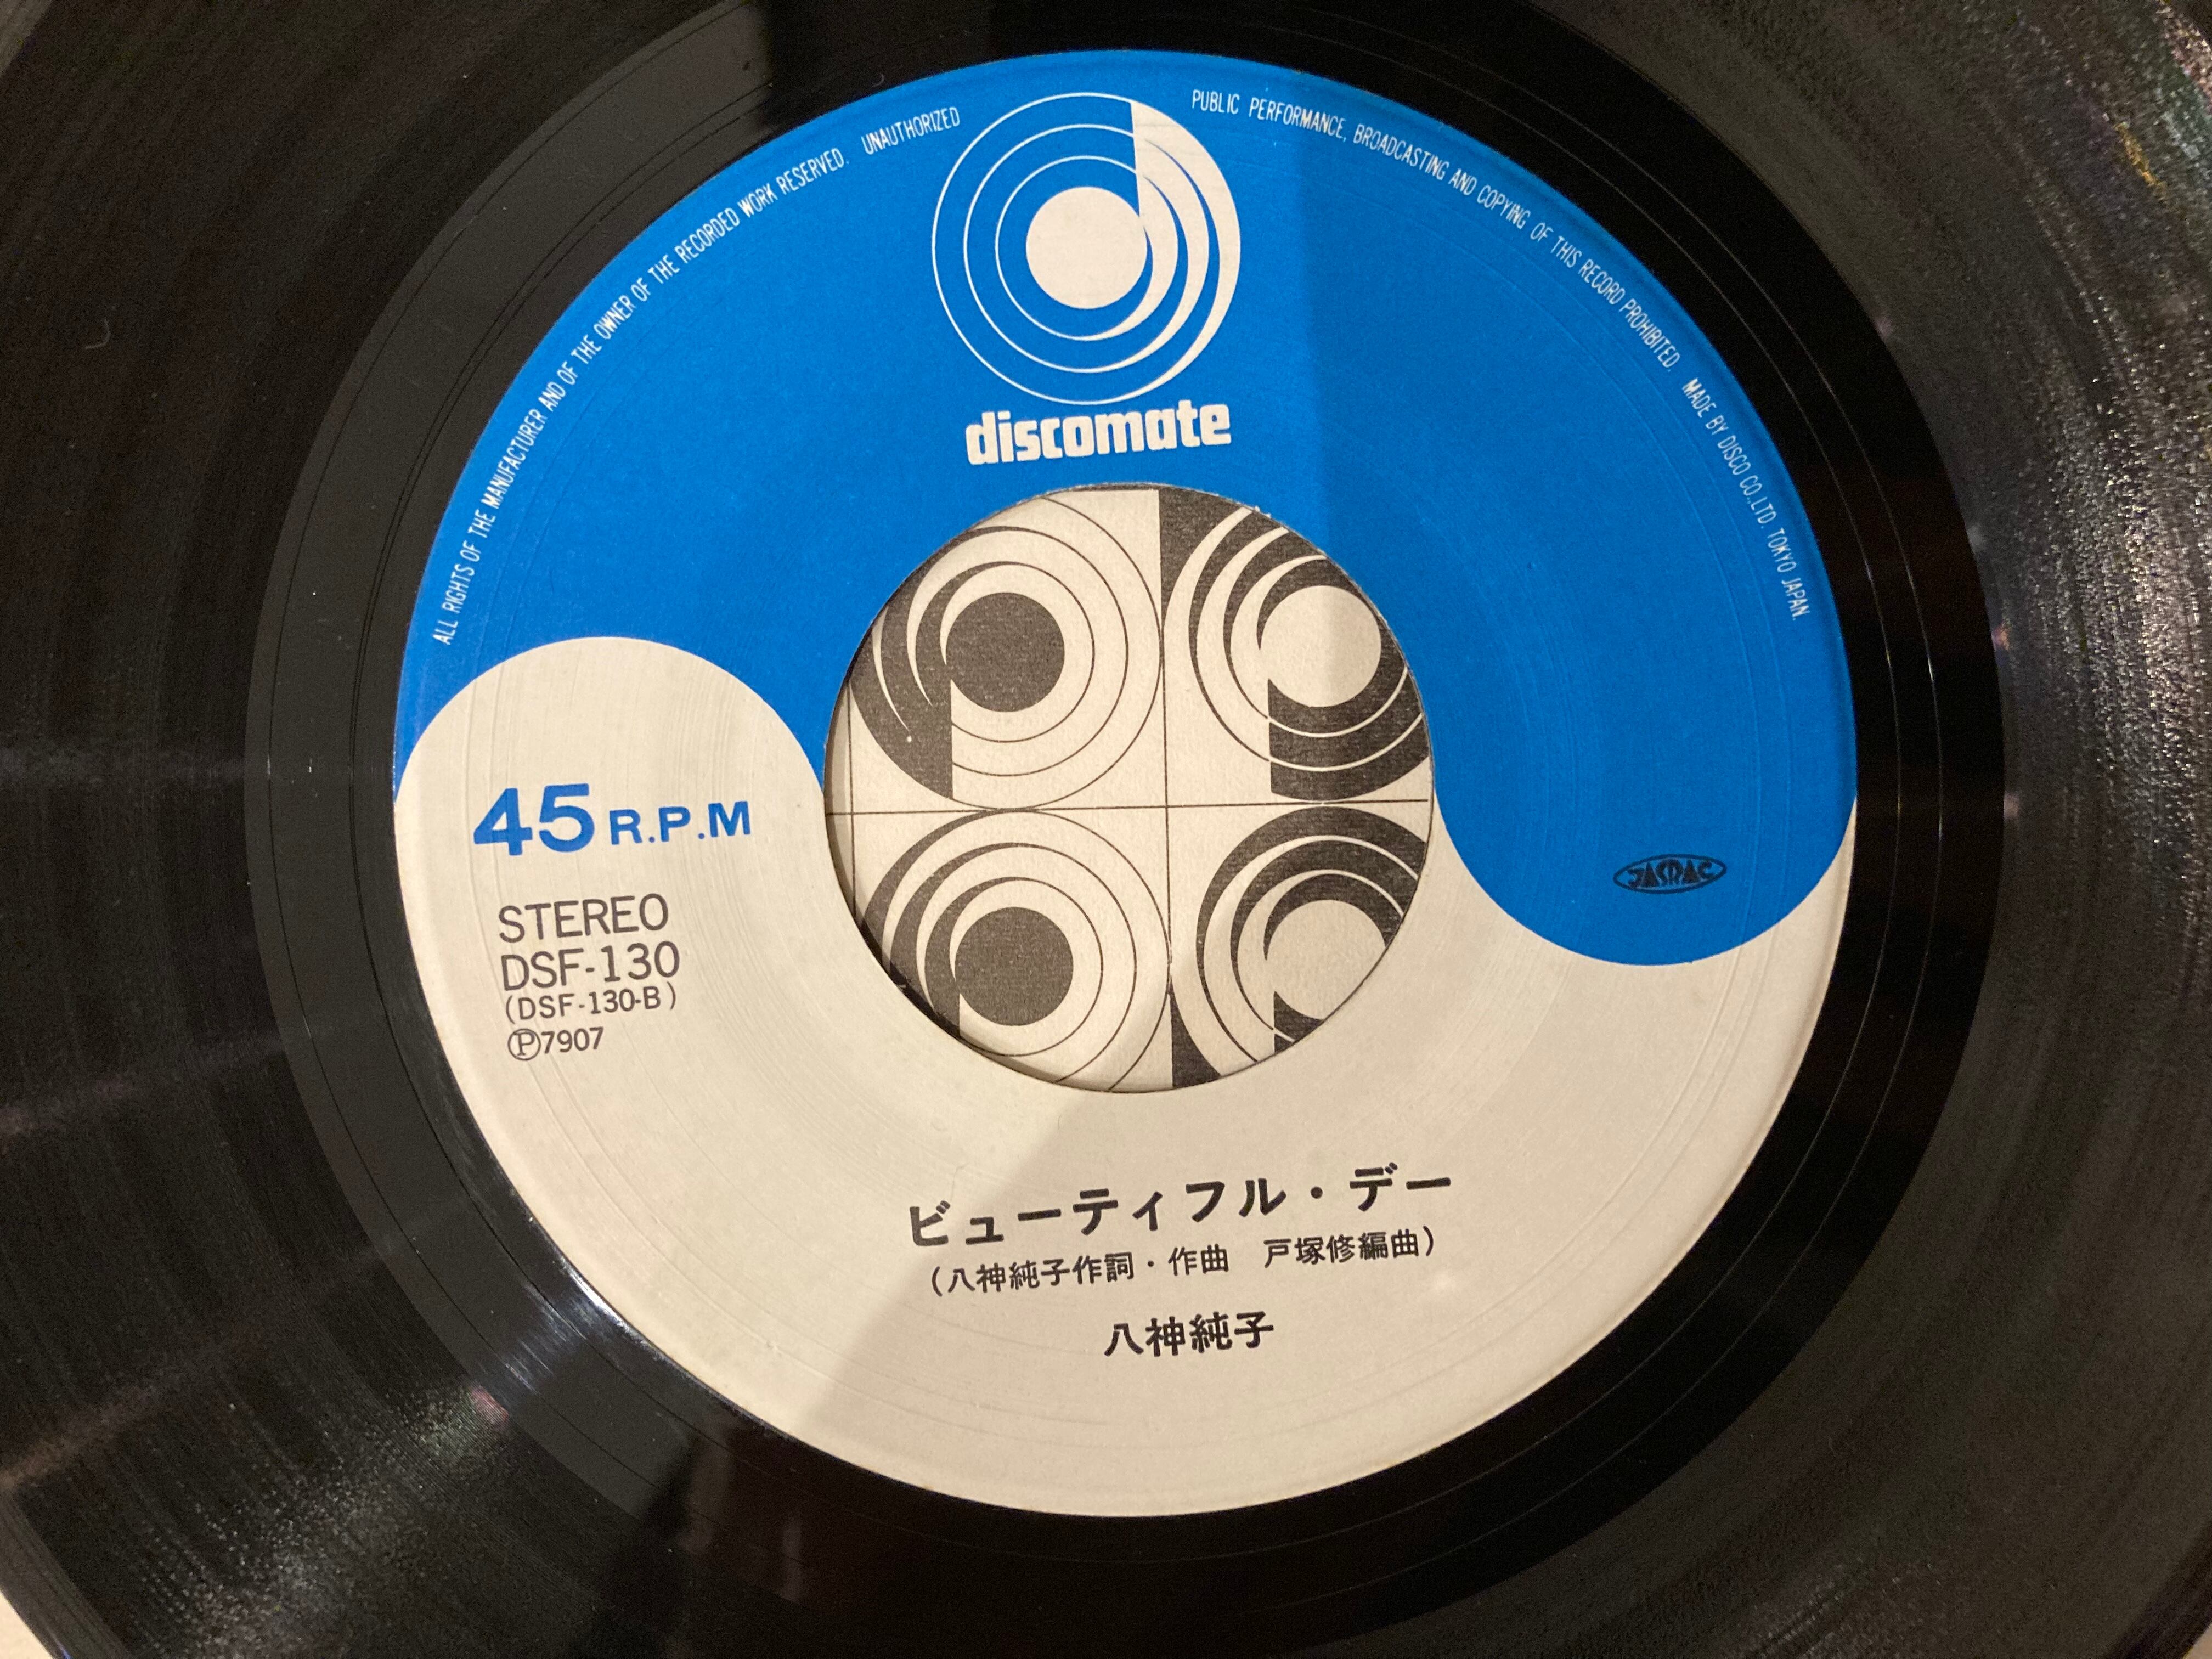 ALL RIGHTS OF THE MANUFACTURER AND OF THE OWNER OF THE RECORDED WORK RESERVED. UNAUTHORIZED
PUBLIC PERFORMANCE, BROADCASTING AND COPYING OF THIS RECORD PROHIBITED. MADE BY DISCO CO.,LTD. TOKYO JAPAN.
discomate
45 R.P.M
JASRAC
STEREO
DSF-130
(DSF-130-B)
Ⓟ7907
ビューティフル・デー
(八神純子作詞・作曲 戸塚修編曲)
八神純子